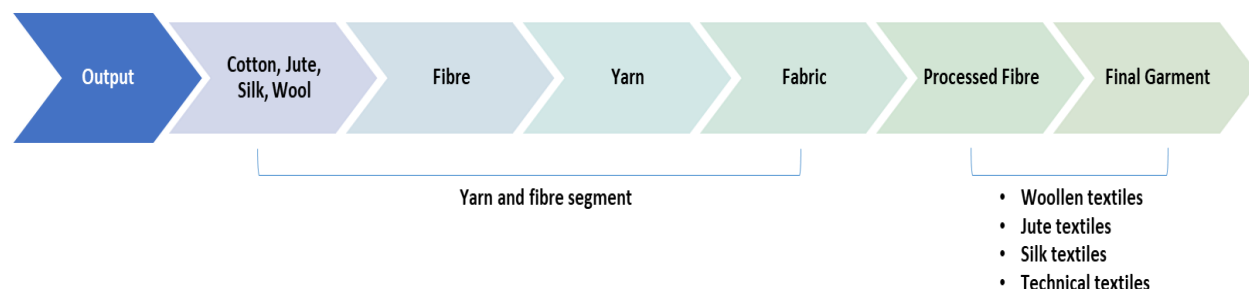 Output
Cotton, Jute,
Silk, Wool
Fibre
Yarn
Fabric
Processed Fibre
Final Garment
Yarn and fibre segment
• Woollen textiles
• Jute textiles
• Silk textiles
• Technical textiles